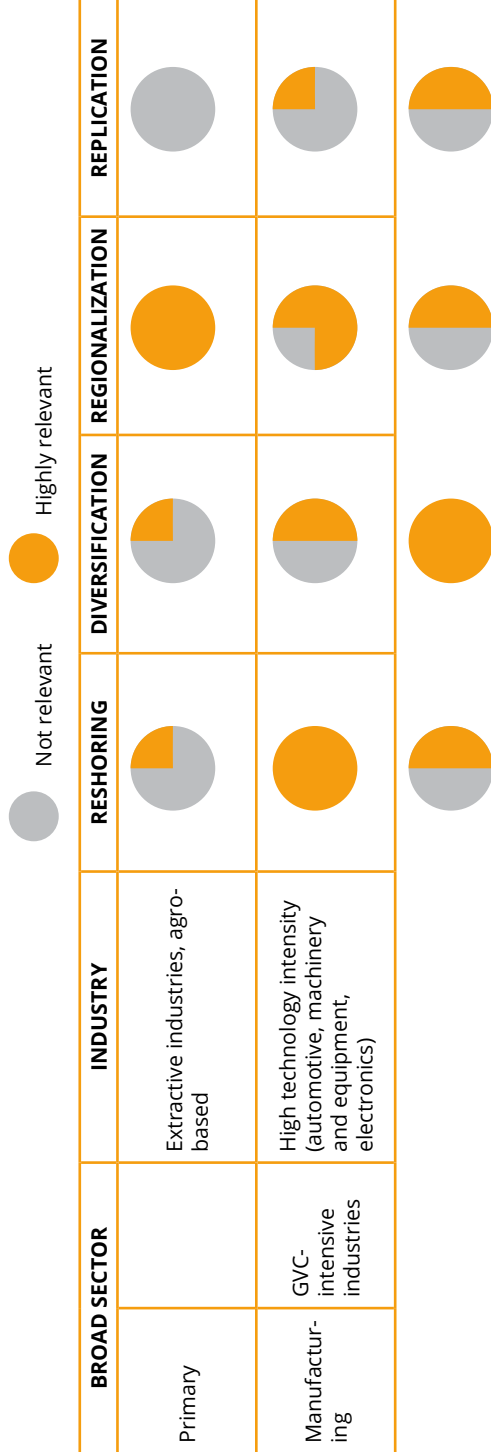 Not relevant
Highly relevant
BROAD SECTOR
INDUSTRY
RESHORING
DIVERSIFICATION
REGIONALIZATION
REPLICATION
Primary
Extractive industries, agro-
based
Manufactur-
ing
GVC-
intensive
industries
High technology intensity
(automotive, machinery
and equipment,
electronics)